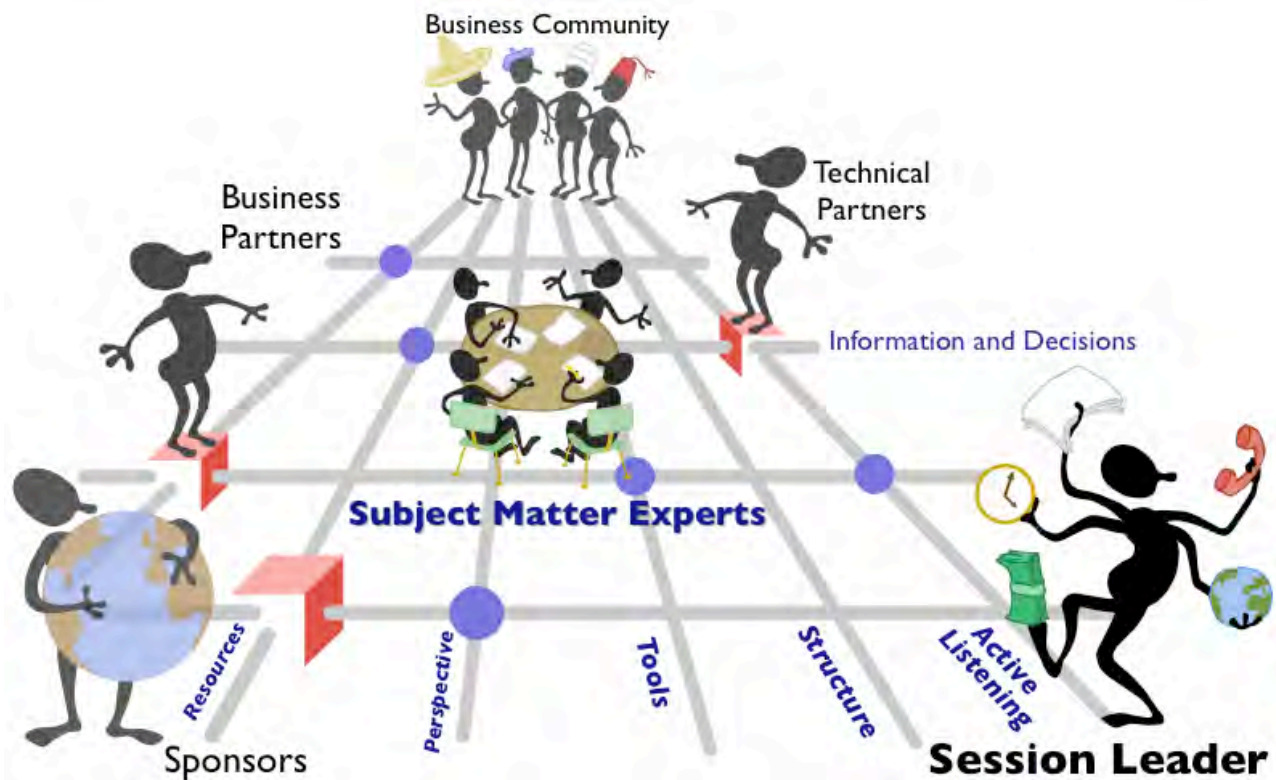 Business Community
Business
Partners
Technical
Partners
Information and Decisions
Subject Matter Experts
Resources
Perspective
Tools
Structure
Active
Listening
Sponsors
Session Leader